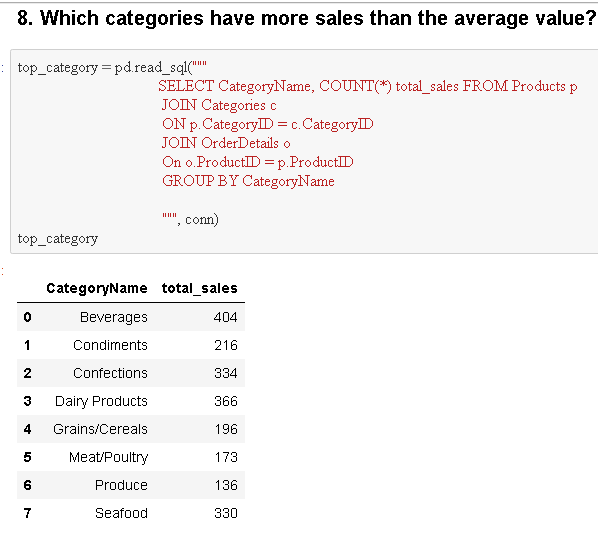 8. Which categories have more sales than the average value?
: top_category = pd.read_sql("""
SELECT CategoryName, COUNT(*) total_sales FROM Products p
JOIN Categories c
ON p.CategoryID = c.CategoryID
JOIN OrderDetails o
On o.ProductID = p.ProductID
GROUP BY CategoryName
""", conn)
top_category
:
CategoryName total_sales
0 Beverages 404
1 Condiments 216
2 Confections 334
3 Dairy Products 366
4 Grains/Cereals 196
5 Meat/Poultry 173
6 Produce 136
7 Seafood 330